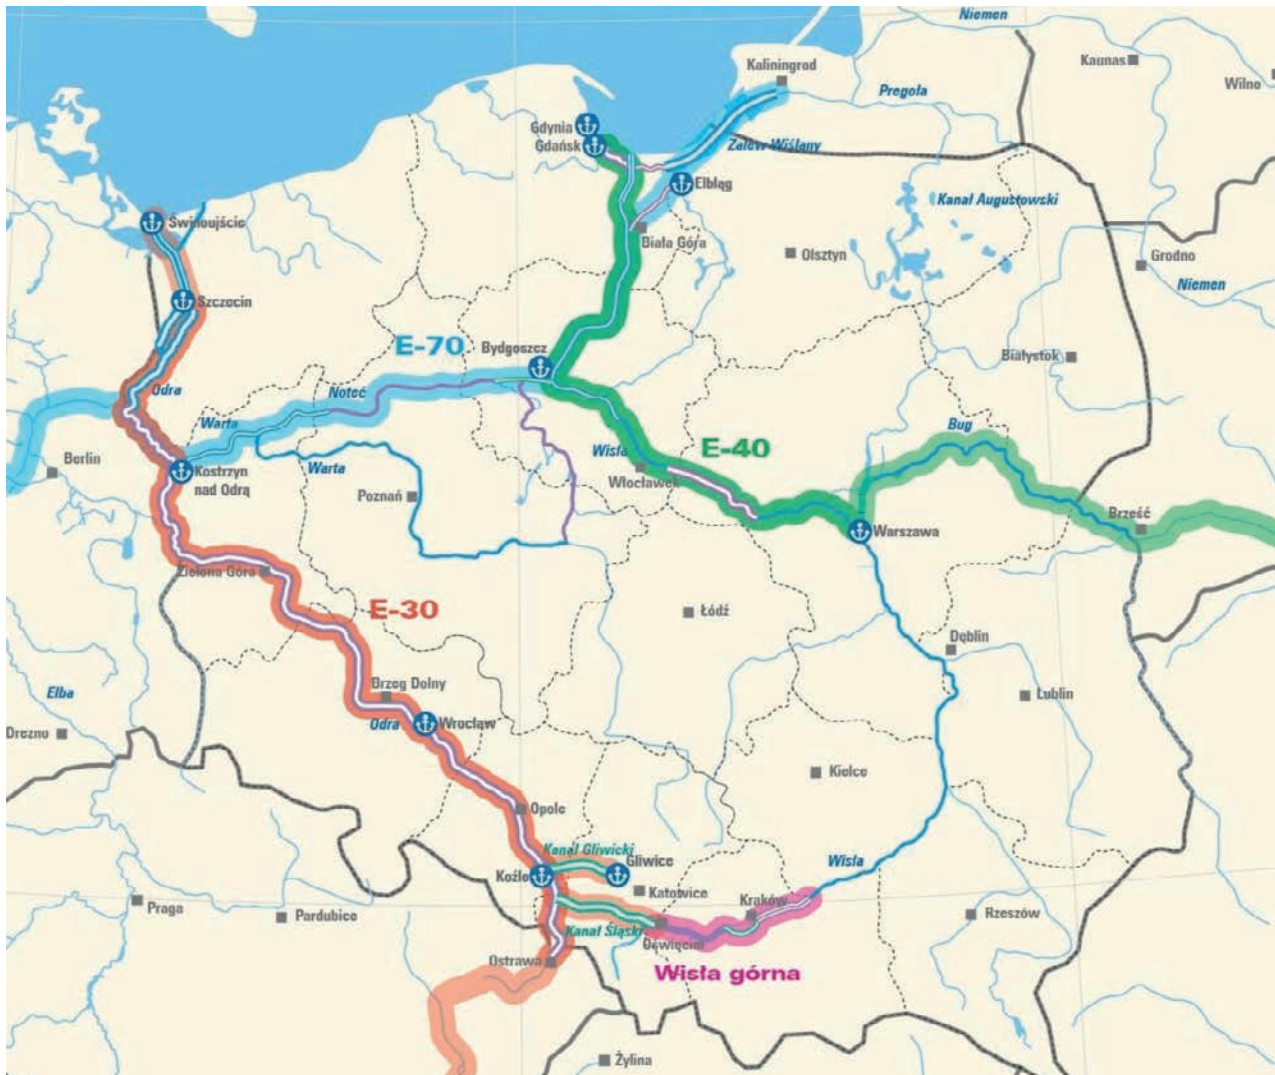 Niemen
Kaunas
Kaliningrad
Wilno
Pregoła
Gdynia
Gdańsk
Zalew Wiślany
Elbląg
Kanał Augustowski
Świnoujście
Biała Góra
Olsztyn
Grodno
Niemen
Szczecin
E-70
Bydgoszcz
Białystok
Odra
Noteć
Warta
Bug
Wisła
E-40
Berlin
Kostrzyn
nad Odrą
Warta
Włocławek
Poznań
Brześć
Warszawa
Zielona Góra
E-30
Łódź
Dęblin
Brzeg Dolny
Elba
Lublin
Odra
Wrocław
Drezno
Kielce
Opole
Kanał Gliwicki
Gliwice
Wisła
Koźle
Katowice
Kraków
Praga
Pardubice
Rzeszów
Kanał Śląski
Oświęcim
Ostrawa
Wisła górna
Żylina